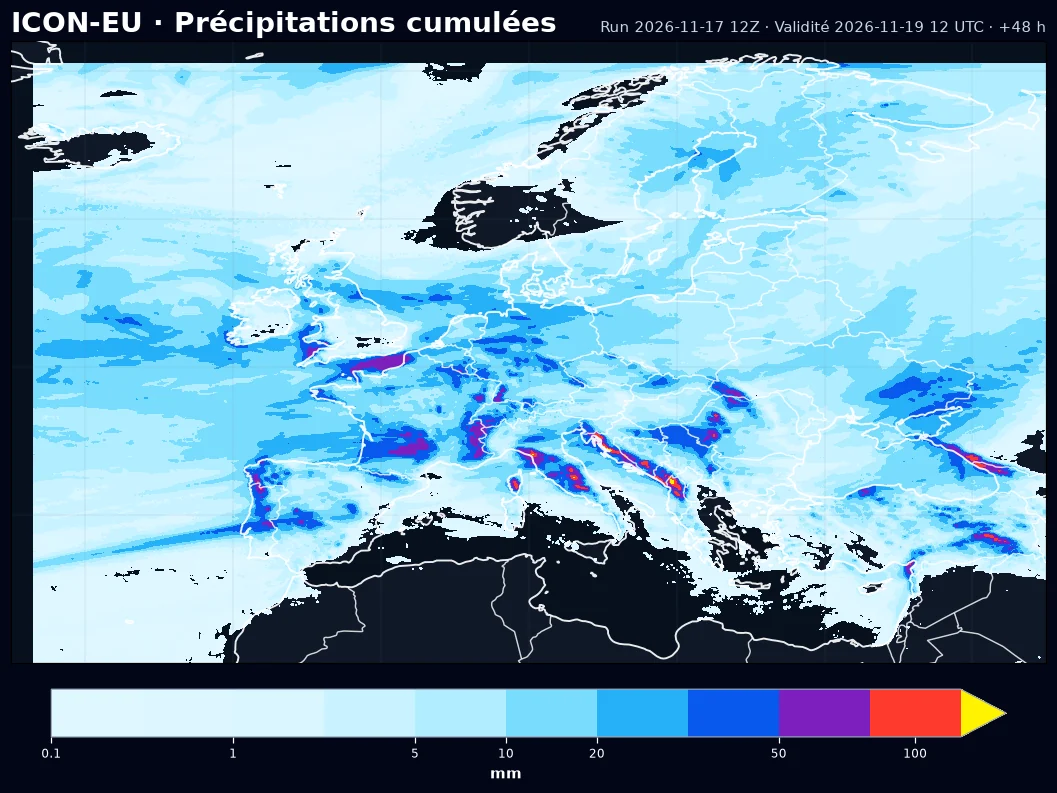 ICON-EU · Précipitations cumulées
Run 2026-11-17 12Z · Validité 2026-11-19 12 UTC · +48 h
0.1 1 5 10 20 50 100
mm